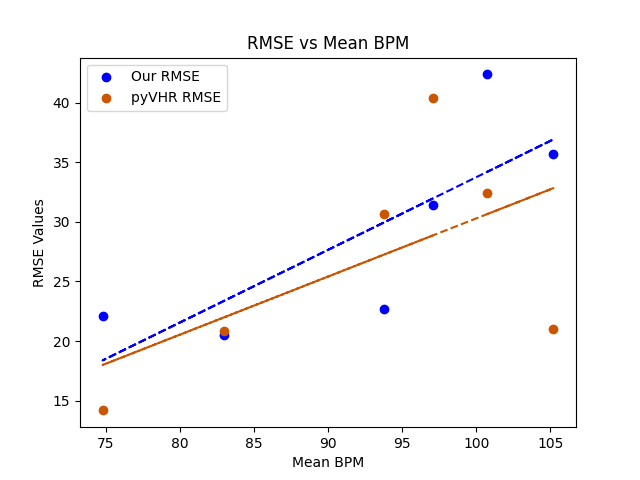 RMSE vs Mean BPM
Our RMSE
pyVHR RMSE
RMSE Values
40
35
30
25
20
15
75 80 85 90 95 100 105
Mean BPM